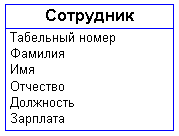 Сотрудник
Табельный номер
Фамилия
Имя
Отчество
Должность
Зарплата